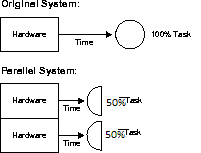 Original System:
Hardware
Time
100% Task
Parallel System:
Hardware
Time
50% Task
Hardware
Time
50% Task